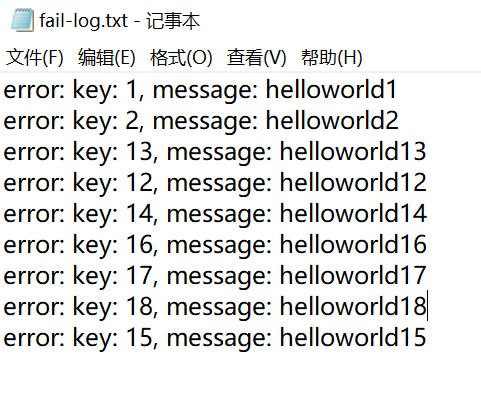 fail-log.txt - 记事本
文件(F) 编辑(E) 格式(O) 查看(V) 帮助(H)
error: key: 1, message: helloworld1
error: key: 2, message: helloworld2
error: key: 13, message: helloworld13
error: key: 12, message: helloworld12
error: key: 14, message: helloworld14
error: key: 16, message: helloworld16
error: key: 17, message: helloworld17
error: key: 18, message: helloworld18
error: key: 15, message: helloworld15